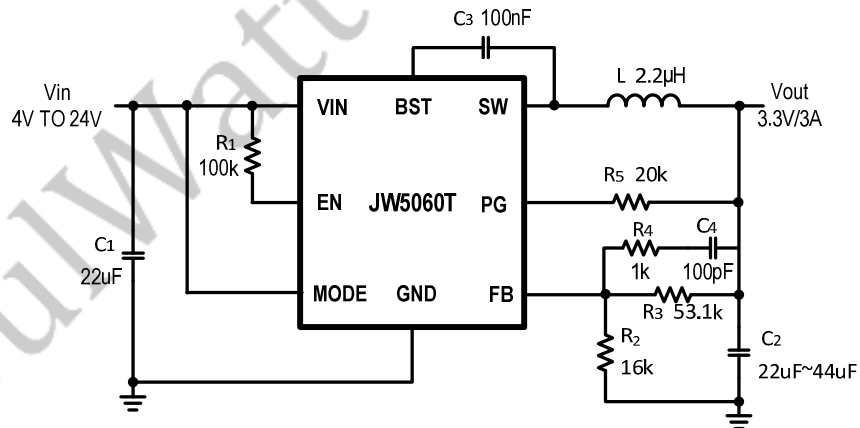 C3 100nF
Vin
4V TO 24V
VIN
BST
SW
L 2.2µH
Vout
3.3V/3A
R1
100k
EN
JW5060T
PG
R5 20k
C1
22uF
R4
1k
C4
100pF
MODE
GND
FB
R3 53.1k
R2
16k
C2
22uF~44uF
ulWatt